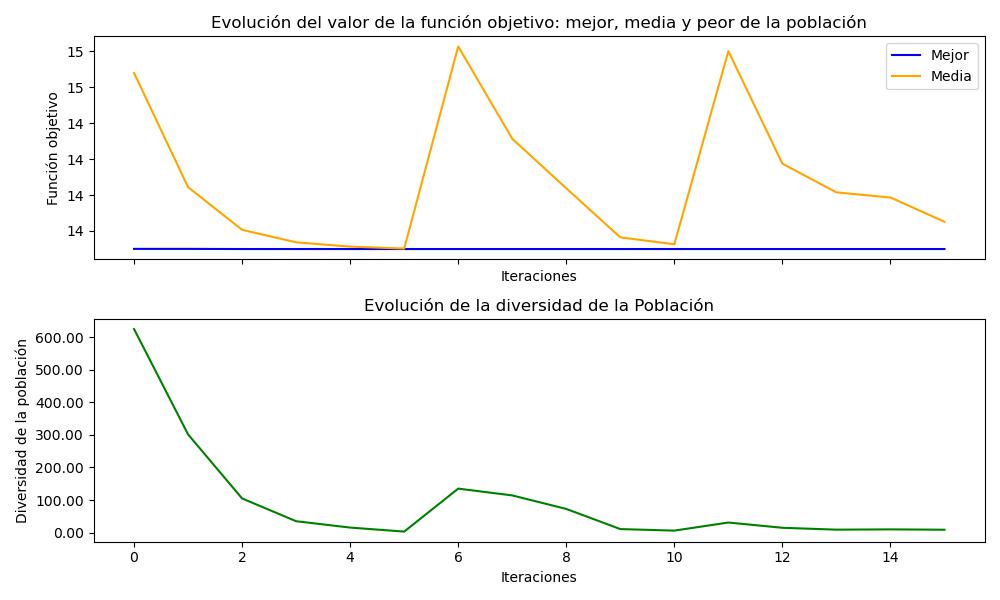 Evolución del valor de la función objetivo: mejor, media y peor de la población
Función objetivo
15
15
14
14
14
14
Mejor
Media
Iteraciones
Evolución de la diversidad de la Población
Diversidad de la población
600.00
500.00
400.00
300.00
200.00
100.00
0.00
0 2 4 6 8 10 12 14
Iteraciones